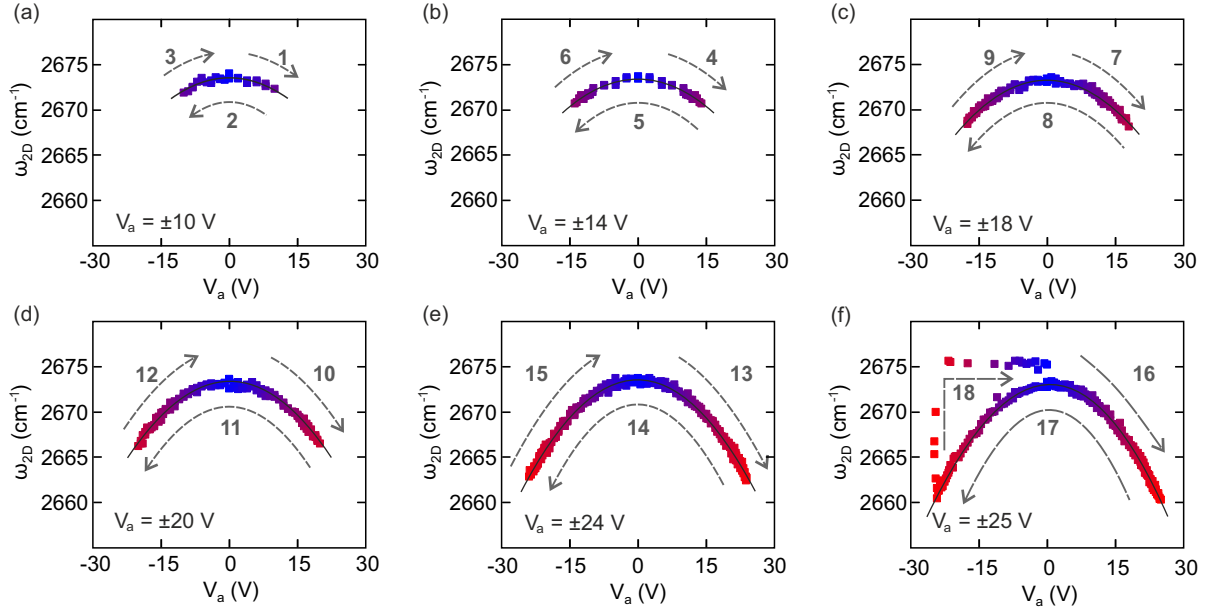 (a)
3
1
2
2675
2670
2665
2660
ω2D (cm-1)
Va = ±10 V
-30 -15 0 15 30
Va (V)
(b)
6
4
5
2675
2670
2665
2660
ω2D (cm-1)
Va = ±14 V
-30 -15 0 15 30
Va (V)
(c)
9
7
8
2675
2670
2665
2660
ω2D (cm-1)
Va = ±18 V
-30 -15 0 15 30
Va (V)
(d)
12
10
11
2675
2670
2665
2660
ω2D (cm-1)
Va = ±20 V
-30 -15 0 15 30
Va (V)
(e)
15
13
14
2675
2670
2665
2660
ω2D (cm-1)
Va = ±24 V
-30 -15 0 15 30
Va (V)
(f)
18
16
17
2675
2670
2665
2660
ω2D (cm-1)
Va = ±25 V
-30 -15 0 15 30
Va (V)